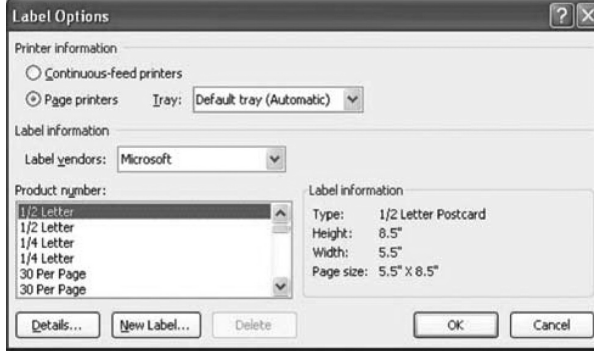 Label Options
Printer information
Continuous-feed printers
Page printers Tray: Default tray (Automatic)
Label information
Label vendors: Microsoft
Product number:
1/2 Letter
1/2 Letter
1/4 Letter
1/4 Letter
30 Per Page
30 Per Page
Label information
Type: 1/2 Letter Postcard
Height: 8.5"
Width: 5.5"
Page size: 5.5" X 8.5"
Details... New Label... Delete OK Cancel